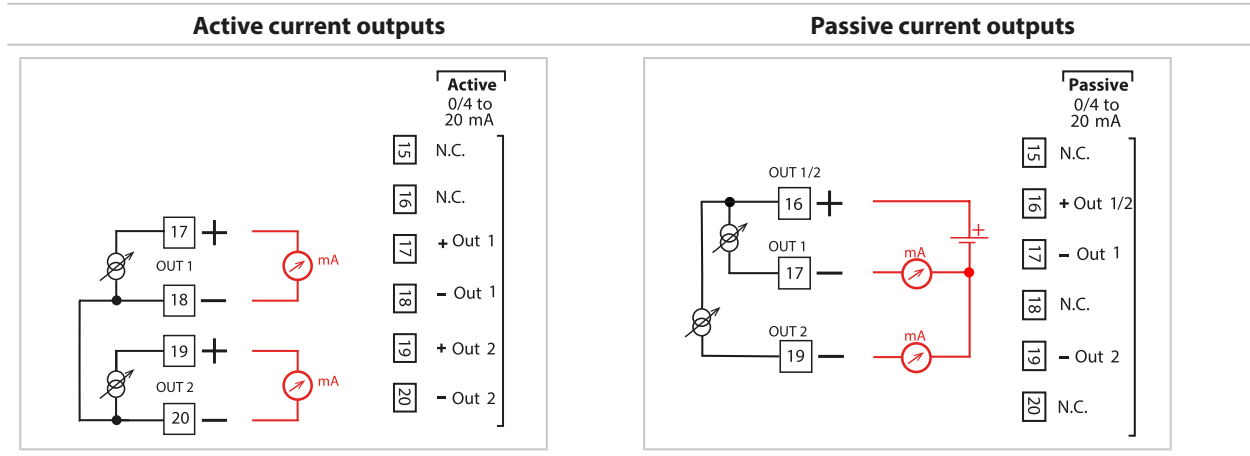 Active current outputs
Passive current outputs
Active
0/4 to
20 mA
15 N.C.
16 N.C.
17 + Out 1
18 − Out 1
19 + Out 2
20 − Out 2
17 +
OUT 1
18 −
mA
19 +
OUT 2
20 −
mA
Passive
0/4 to
20 mA
15 N.C.
16 + Out 1/2
17 − Out 1
18 N.C.
19 − Out 2
20 N.C.
OUT 1/2
16 +
+
OUT 1
17 −
mA
OUT 2
19 −
mA